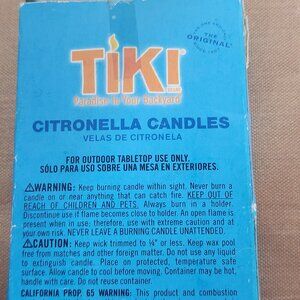 TIKI
BRAND
Paradise in Your Backyard
THE ONE AND ONLY
THE
ORIGINAL
CITRONELLA CANDLES
VELAS DE CITRONELA
FOR OUTDOOR TABLETOP USE ONLY.
SÓLO PARA USO SOBRE UNA MESA EN EXTERIORES.
⚠WARNING: Keep burning candle within sight. Never burn a
candle on or near anything that can catch fire. KEEP OUT OF
REACH OF CHILDREN AND PETS. Always burn in a holder.
Discontinue use if flame becomes close to holder. An open flame is
present when in use; therefore, use with extreme caution and at
your own risk. NEVER LEAVE A BURNING CANDLE UNATTENDED.
⚠CAUTION: Keep wick trimmed to ¼" or less. Keep wax pool
free from matches and other foreign matter. Do not use any liquid
to extinguish candle. Place on protected, temperature safe
surface. Allow candle to cool before moving. Container may be hot,
handle with care. Do not reuse container.
CALIFORNIA PROP. 65 WARNING: This product and combustion